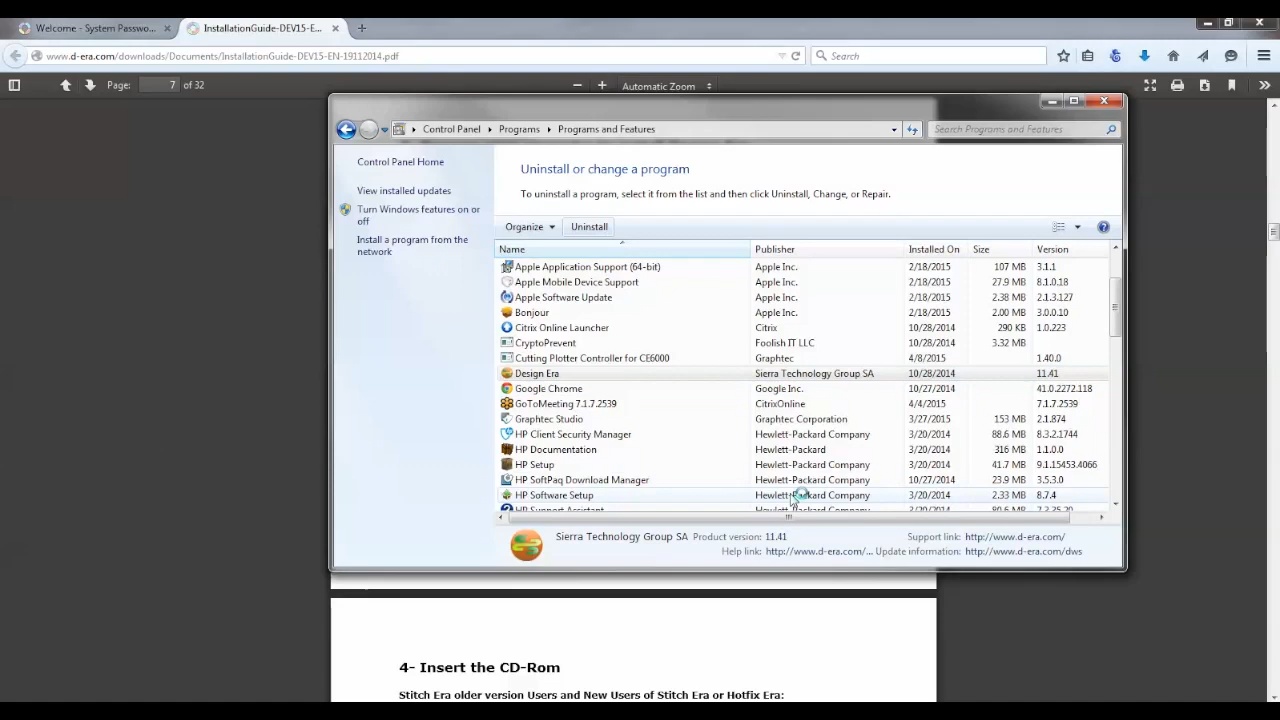 Welcome - System Passwo...
InstallationGuide-DEV15-E...
www.d-era.com/downloads/Documents/InstallationGuide-DEV15-EN-19112014.pdf
Search
Page: 7 of 32
Automatic Zoom
Control Panel Programs Programs and Features
Search Programs and Features
Control Panel Home
View installed updates
Turn Windows features on or
off
Install a program from the
network
Uninstall or change a program
To uninstall a program, select it from the list and then click Uninstall, Change, or Repair.
Organize Uninstall
Name Publisher Installed On Size Version
Apple Application Support (64-bit) Apple Inc. 2/18/2015 107 MB 3.1.1
Apple Mobile Device Support Apple Inc. 2/18/2015 27.9 MB 8.1.0.18
Apple Software Update Apple Inc. 2/18/2015 2.38 MB 2.1.3.127
Bonjour Apple Inc. 2/18/2015 2.00 MB 3.0.0.10
Citrix Online Launcher Citrix 10/28/2014 290 KB 1.0.223
CryptoPrevent Foolish IT LLC 10/28/2014 3.32 MB
Cutting Plotter Controller for CE6000 Graphtec 4/8/2015 1.40.0
Design Era Sierra Technology Group SA 10/28/2014 11.41
Google Chrome Google Inc. 10/27/2014 41.0.2272.118
GoToMeeting 7.1.7.2539 CitrixOnline 4/4/2015 7.1.7.2539
Graphtec Studio Graphtec Corporation 3/27/2015 153 MB 2.1.874
HP Client Security Manager Hewlett-Packard Company 3/20/2014 88.6 MB 8.3.2.1744
HP Documentation Hewlett-Packard 3/20/2014 316 MB 1.1.0.0
HP Setup Hewlett-Packard Company 3/20/2014 41.7 MB 9.1.15453.4066
HP SoftPaq Download Manager Hewlett-Packard Company 10/27/2014 23.9 MB 3.5.3.0
HP Software Setup Hewlett-Packard Company 3/20/2014 2.33 MB 8.7.4
HP Support Assistant Hewlett-Packard Company 3/20/2014 80.6 MB 7.3.35.20
Sierra Technology Group SA Product version: 11.41 Support link: http://www.d-era.com/
Help link: http://www.d-era.com/... Update information: http://www.d-era.com/dws
4- Insert the CD-Rom
Stitch Era older version Users and New Users of Stitch Era or Hotfix Era: